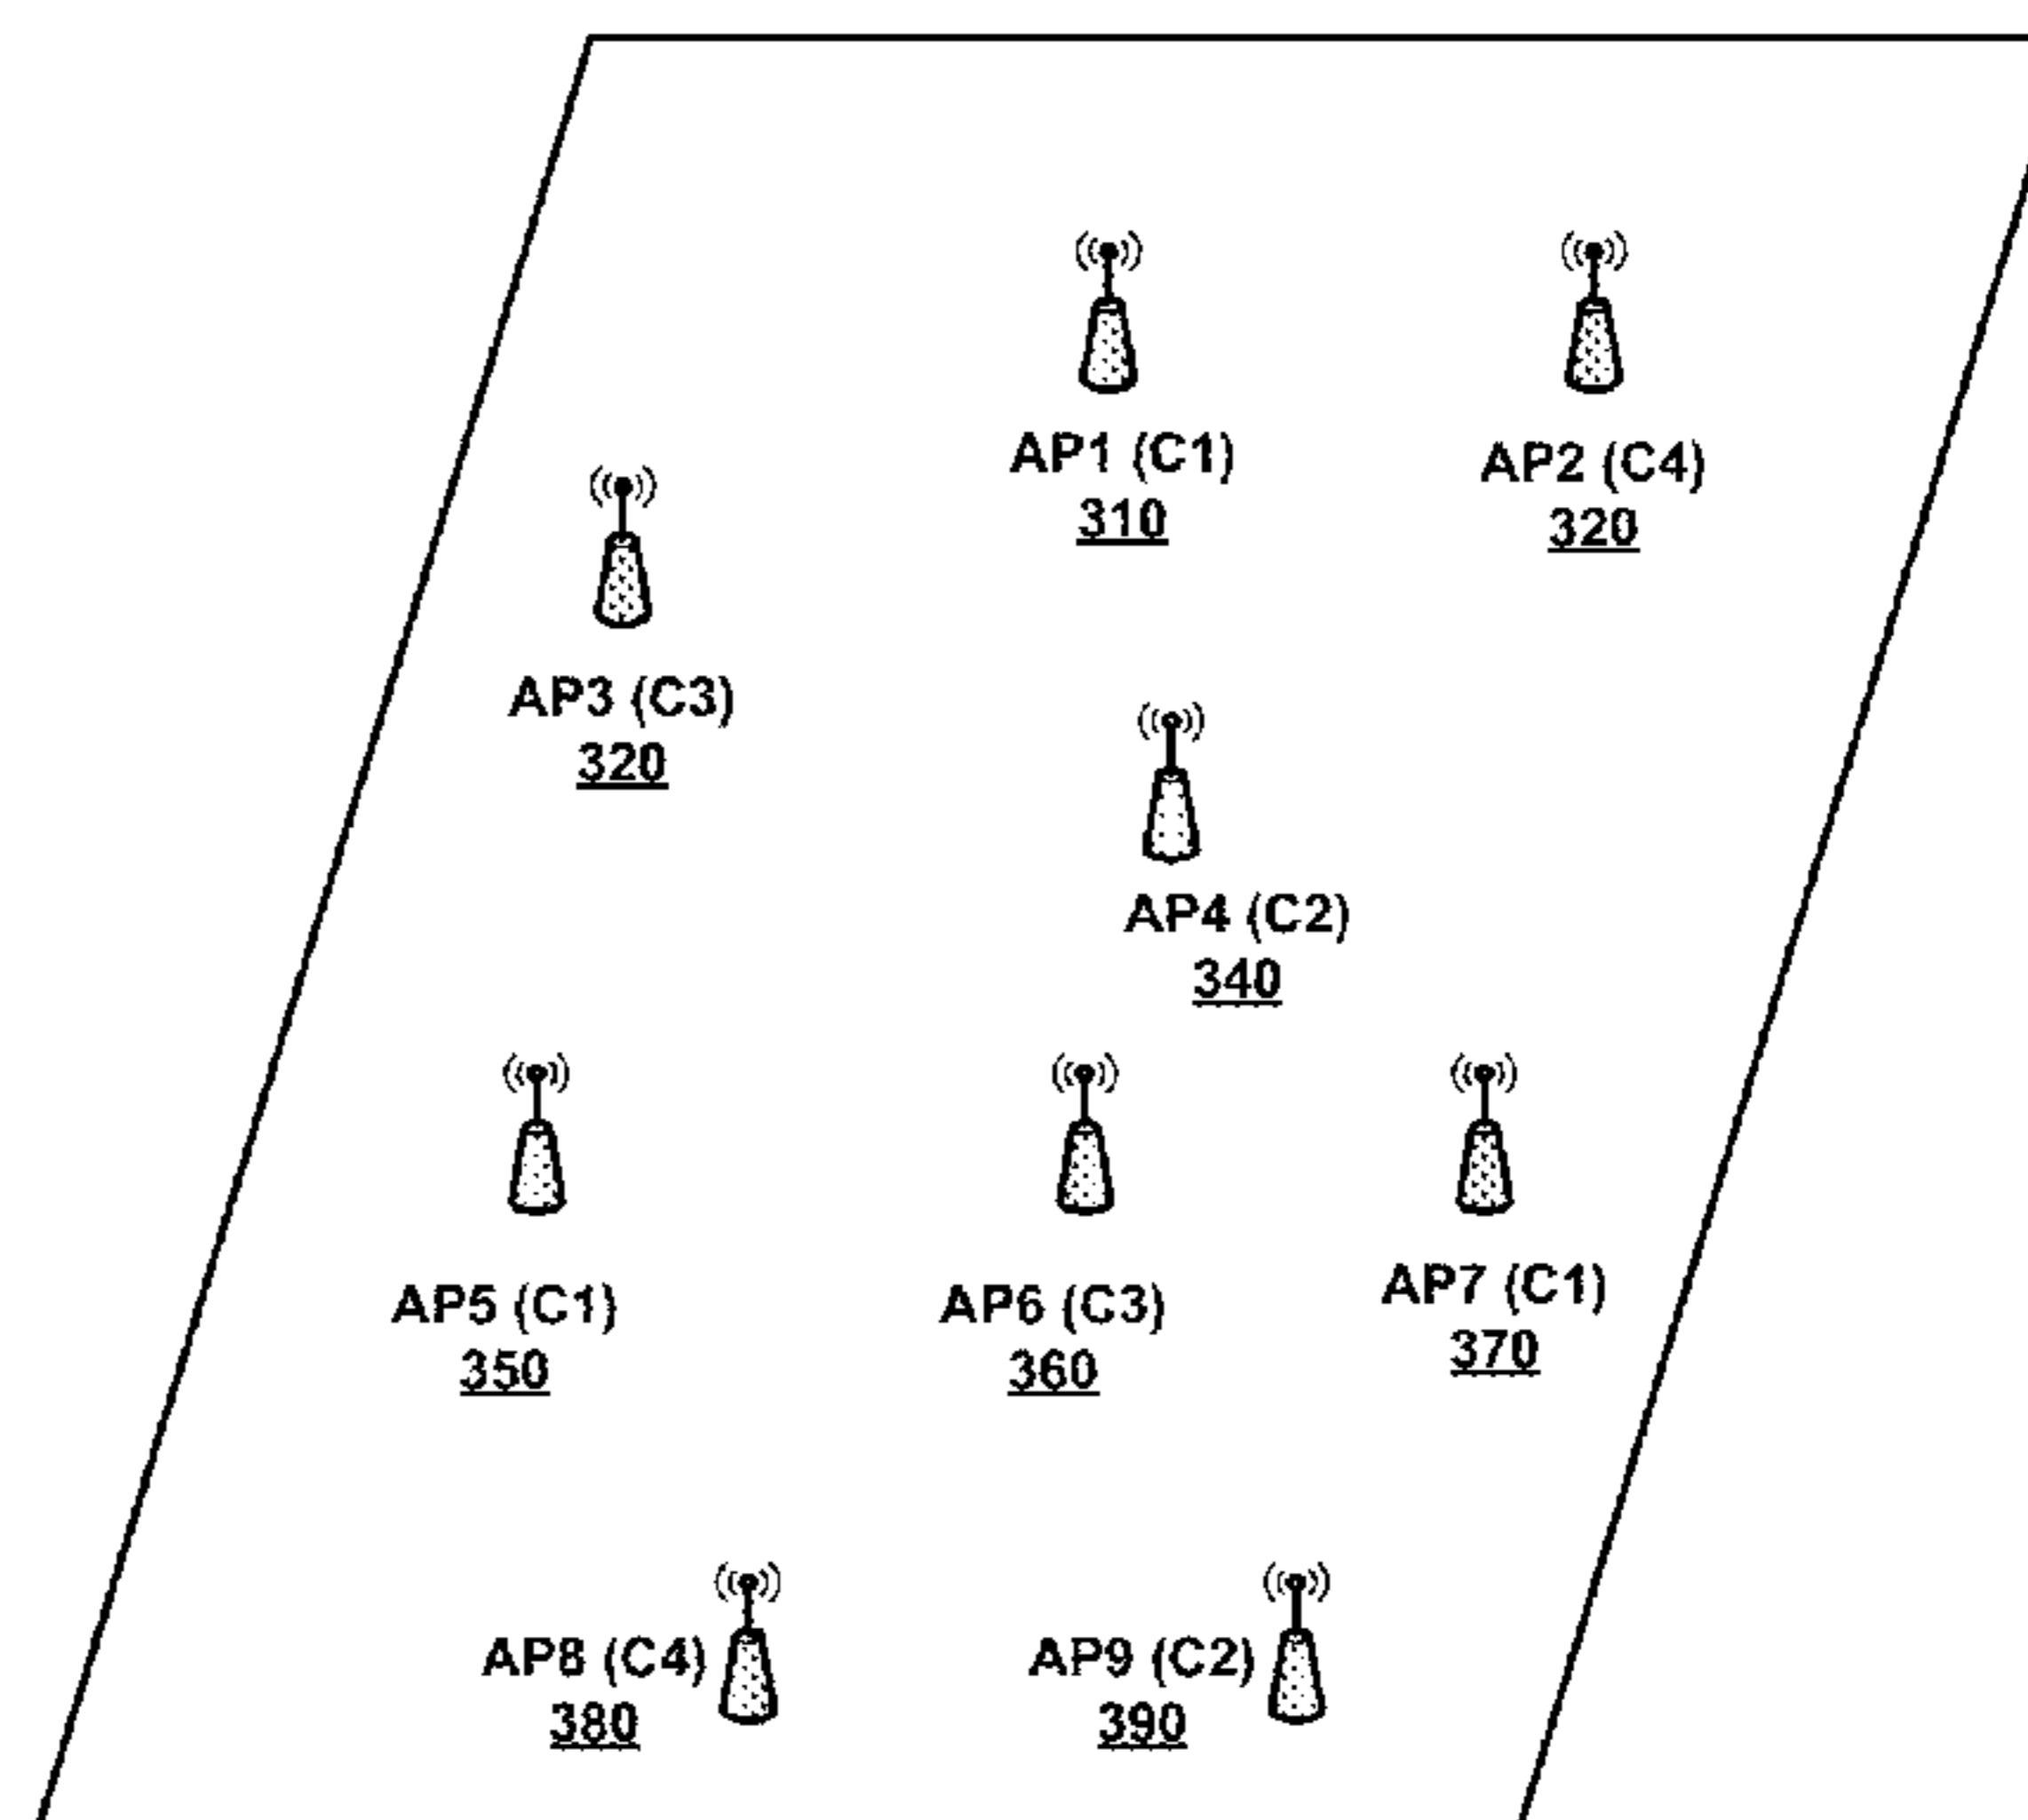 AP1 (C1)
310
AP2 (C4)
320
AP3 (C3)
320
AP4 (C2)
340
AP5 (C1)
350
AP6 (C3)
360
AP7 (C1)
370
AP8 (C4)
380
AP9 (C2)
390